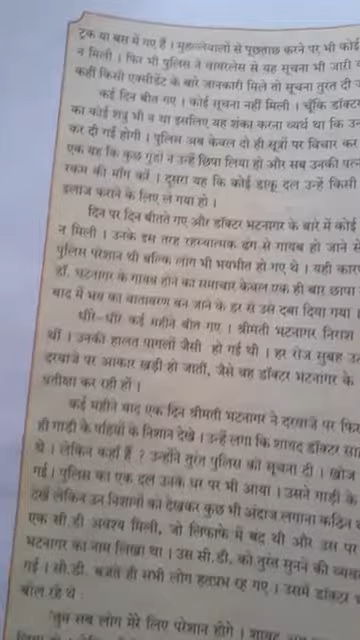 ट्रक या बस में गए हैं । मुहल्लेवालों से पूछताछ करने पर भी कोई
न मिली । फिर भी पुलिस ने वायरलेस से यह सूचना भी जारी
कहीं किसी एक्सीडेंट के बारे जानकारी मिले तो सूचना तुरत दी
कई दिन बीत गए । कोई सूचना नहीं मिली । चूंकि डॉक्टर
का कोई शत्रु भी न था इसलिए यह शंका करना व्यर्थ था कि
कर दी गई होगी । पुलिस अब केवल दो ही सूत्रों पर विचार कर
एक यह कि कुछ गुंडों न उन्हें छिपा लिया हो और सब उनकी
रकम की माँग करें । दूसरा यह कि कोई डाकू दल उन्हें किसी
इलाज कराने के लिए ल गया हो ।
दिन पर दिन बीतते गए और डॉक्टर भटनागर के बारे में कोई
न मिली । उनके इस तरह रहस्यात्मक ढंग से गायब हो जाने से
पुलिस परेशान थी बल्कि लोग भी भयभीत हो गए थे । यही
डॉ. भटनागर के गायब होने का समाचार केवल एक ही बार छापा
बाद में भय का वातावरण बन जाने के डर से उसे दबा दिया गया ।
धीरे-धीरे कई महीने बीत गए । श्रीमती भटनागर निराश
थीं । उनकी हालत पागलों जैसी हो गई थी । हर रोज सुबह
दरवाजे पर आकार खड़ी हो जातीं, जैसे वह डॉक्टर भटनागर के
प्रतीक्षा कर रही हों ।
कई महीने बाद एक दिन श्रीमती भटनागर ने दरवाजे पर
ही गाड़ी के पहियों के निशान देखे । उन्हें लगा कि शायद डॉक्टर
थे । लेकिन कहाँ हैं ? उन्होंने तुरंत पुलिस को सूचना दी । खोज
गई । पुलिस का एक दल उनके घर पर भी आया । उसने गाड़ी के
देखे लेकिन उन निशानों को देखकर कुछ भी अंदाज लगाना कठिन
एक सी.डी अवश्य मिली, जो लिफाफे में बंद थी और उस पर
भटनागर का नाम लिखा था । उस सी.डी. को तुरंत सुनने की
गई । सी.डी. बजते ही सभी लोग हतप्रभ रह गए । उसमें डॉक्टर
बोल रहे थे :
'तुम सब लोग मेरे लिए परेशान होगे ।